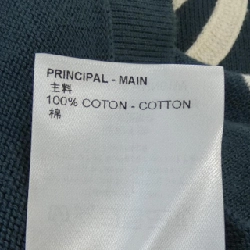 PRINCIPAL - MAIN
主料
100% COTON - COTTON
棉